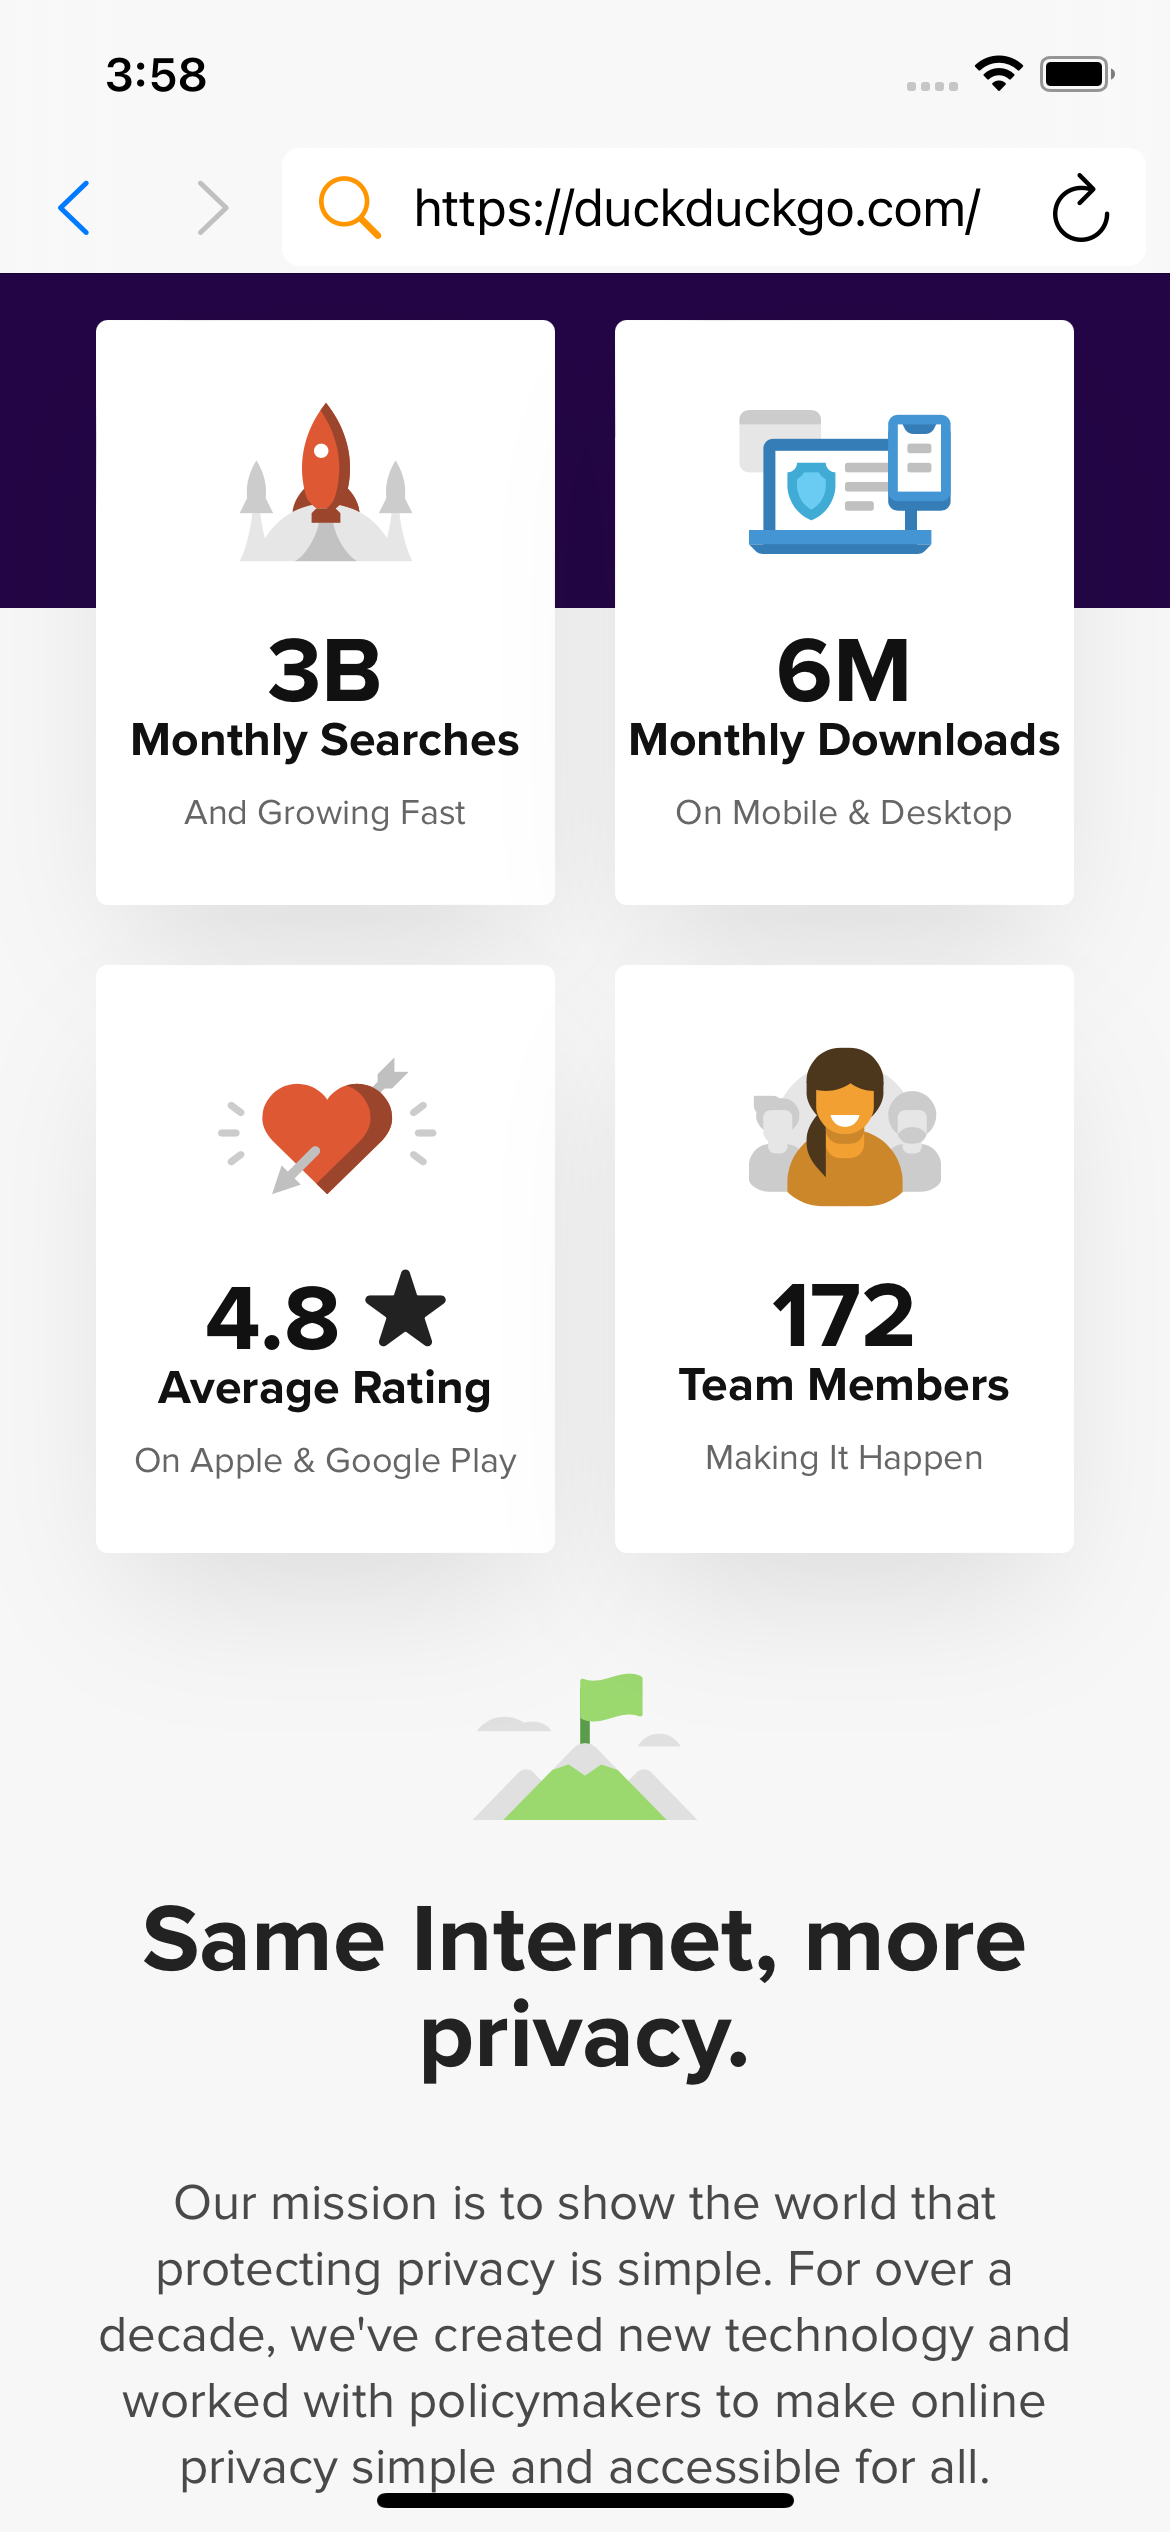 3:58
https://duckduckgo.com/
3B
Monthly Searches
And Growing Fast
6M
Monthly Downloads
On Mobile & Desktop
4.8 ★
Average Rating
On Apple & Google Play
172
Team Members
Making It Happen
Same Internet, more
privacy.
Our mission is to show the world that
protecting privacy is simple. For over a
decade, we've created new technology and
worked with policymakers to make online
privacy simple and accessible for all.